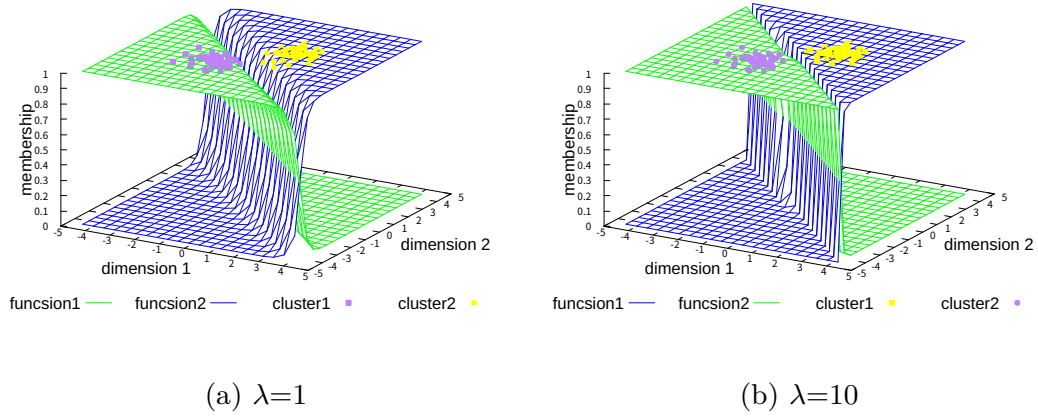 membership
1
0.9
0.8
0.7
0.6
0.5
0.4
0.3
0.2
0.1
0
-5 -4 -3 -2 -1 0 1 2 3 4 5
dimension 1
-5 -4 -3 -2 -1 0 1 2 3 4 5
dimension 2
funcsion1 funcsion2 cluster1 cluster2
(a) λ=1
membership
1
0.9
0.8
0.7
0.6
0.5
0.4
0.3
0.2
0.1
0
-5 -4 -3 -2 -1 0 1 2 3 4 5
dimension 1
-5 -4 -3 -2 -1 0 1 2 3 4 5
dimension 2
funcsion1 funcsion2 cluster1 cluster2
(b) λ=10